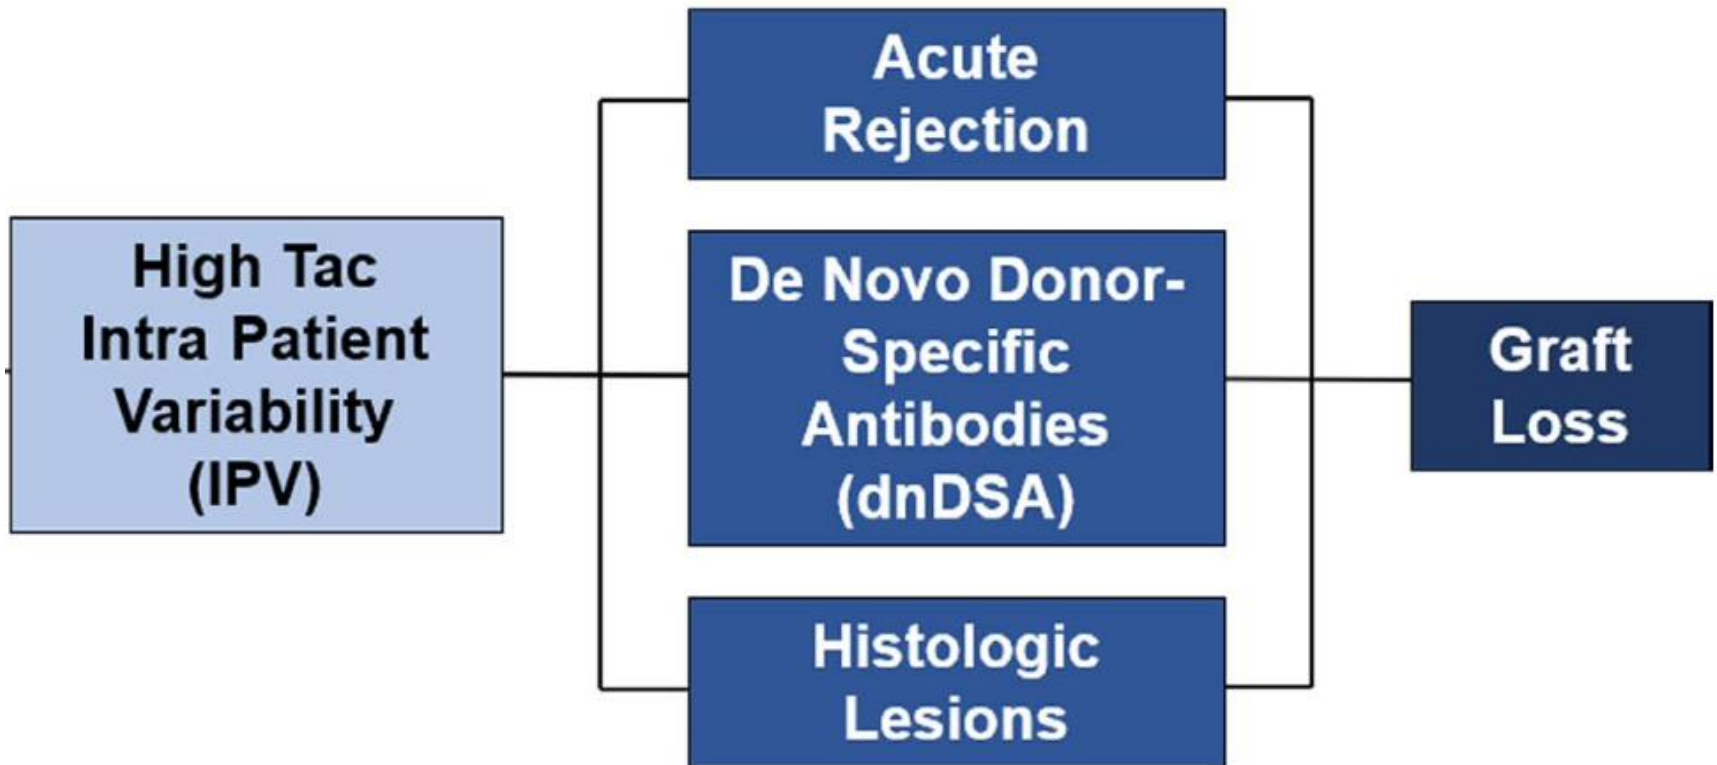 High Tac
Intra Patient
Variability
(IPV)
Acute
Rejection
De Novo Donor-
Specific
Antibodies
(dnDSA)
Histologic
Lesions
Graft
Loss